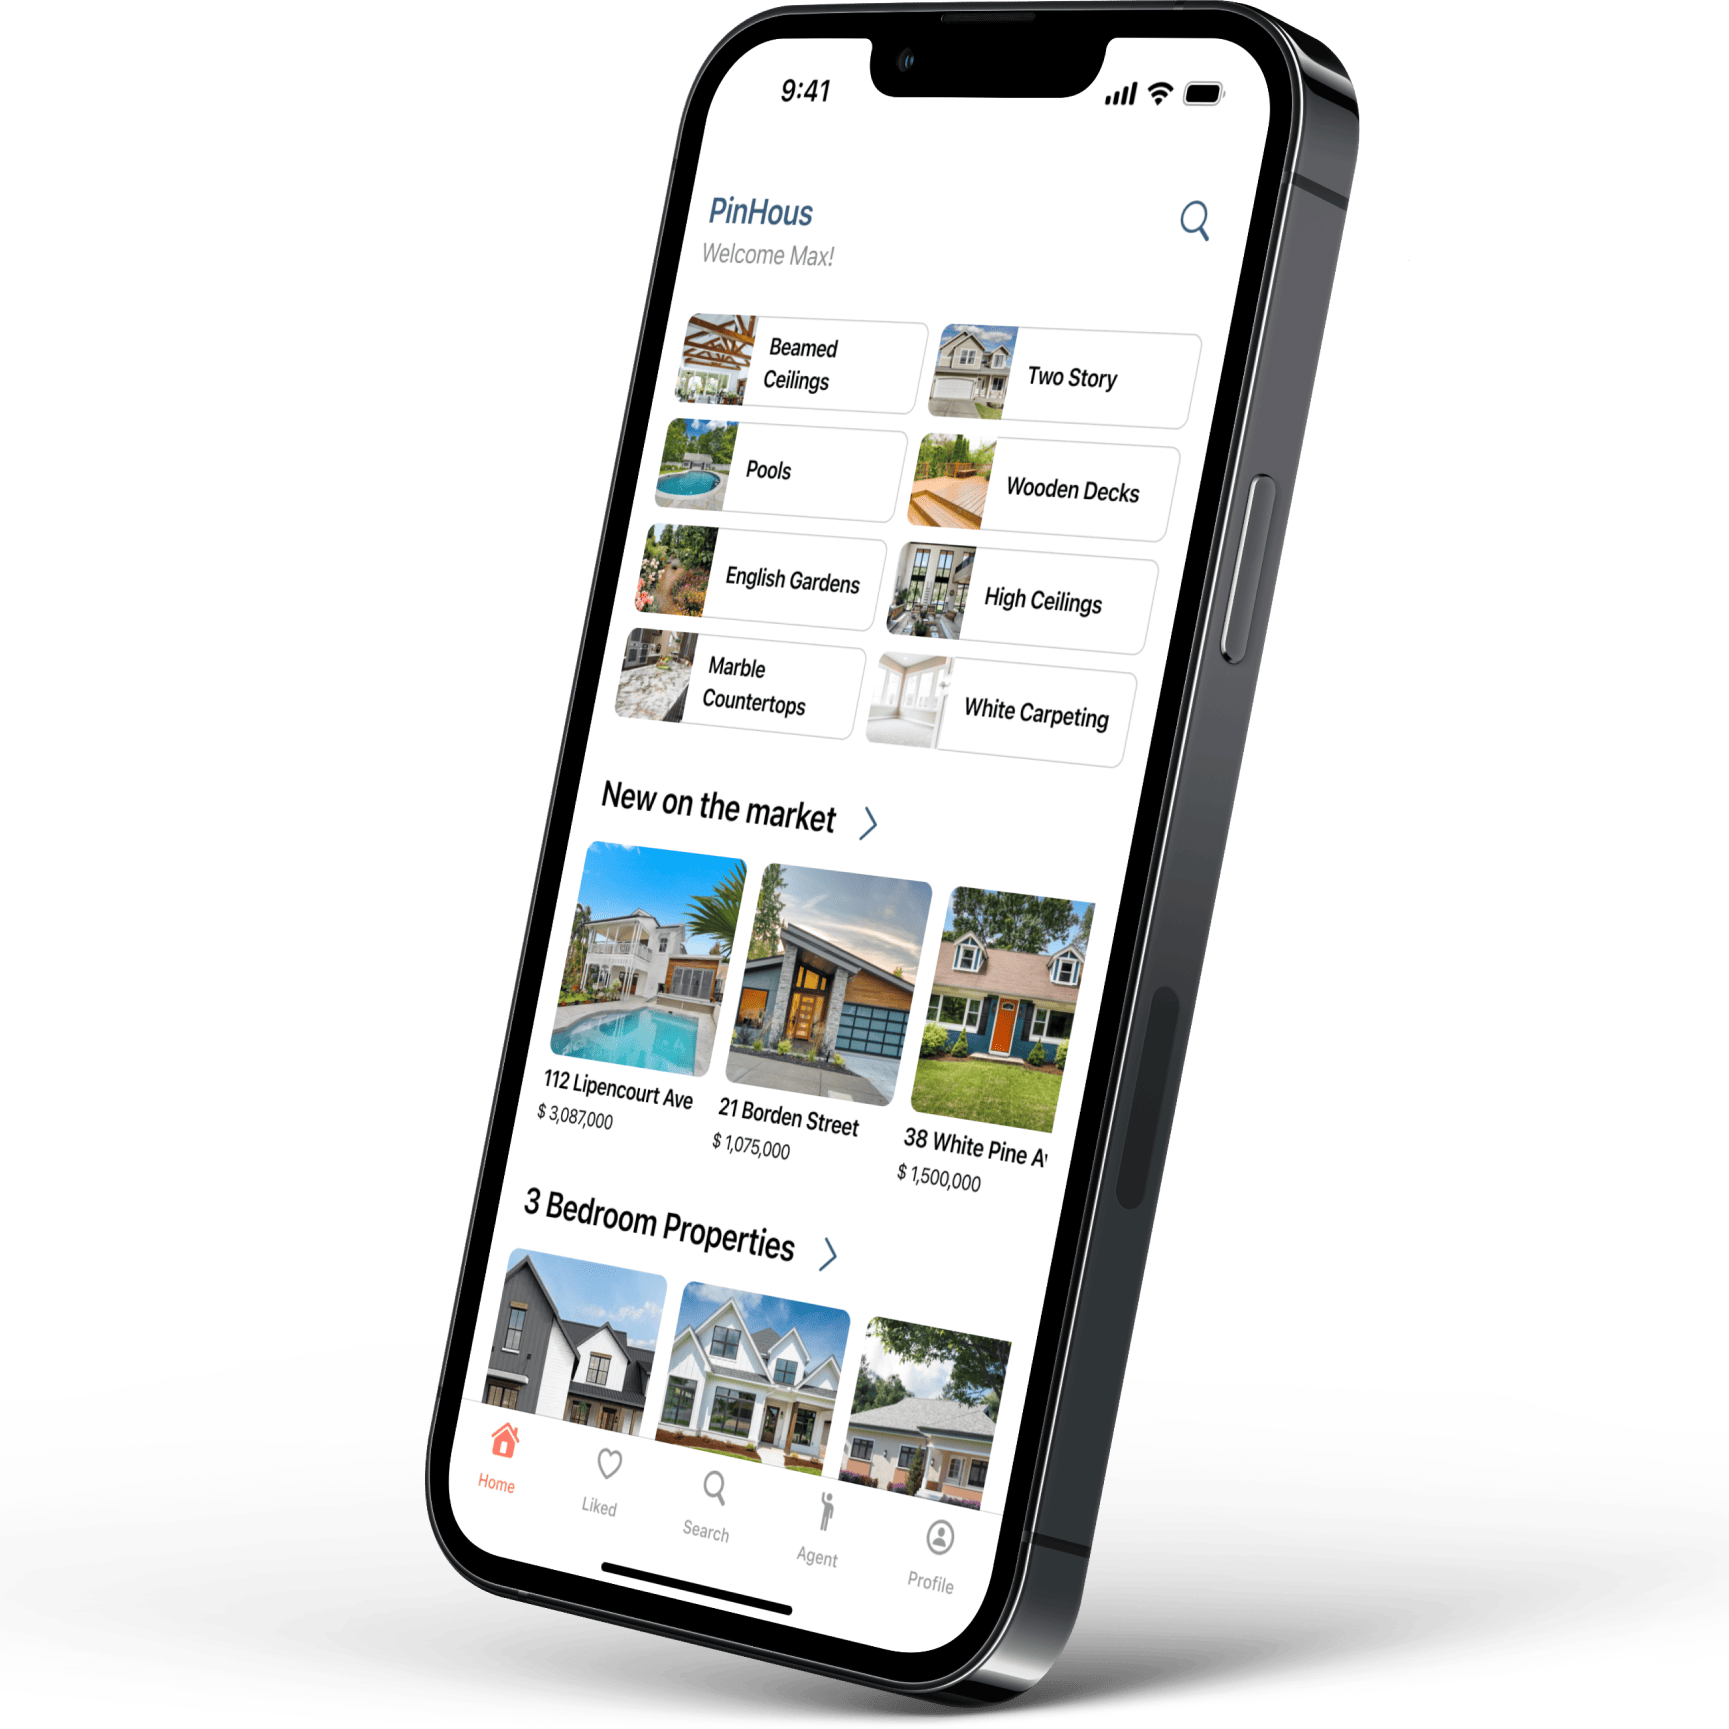 9:41
PinHous
Welcome Max!
Beamed
Ceilings
Two Story
Pools
Wooden Decks
English Gardens
High Ceilings
Marble
Countertops
White Carpeting
New on the market
112 Lipencourt Ave
$ 3,087,000
21 Borden Street
$ 1,075,000
38 White Pine
$ 1,500,000
3 Bedroom Properties
Home
Liked
Search
Agent
Profile